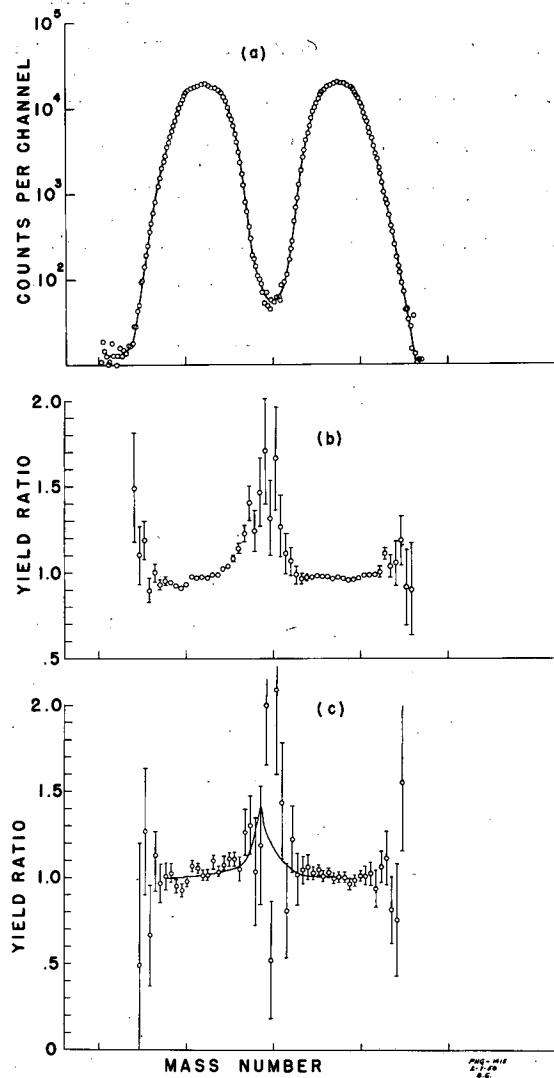 10⁵
(a)
10⁴
10³
10²
COUNTS PER CHANNEL
2.0
(b)
1.5
1.0
.5
YIELD RATIO
2.0
(c)
1.5
1.0
.5
0
YIELD RATIO
MASS NUMBER